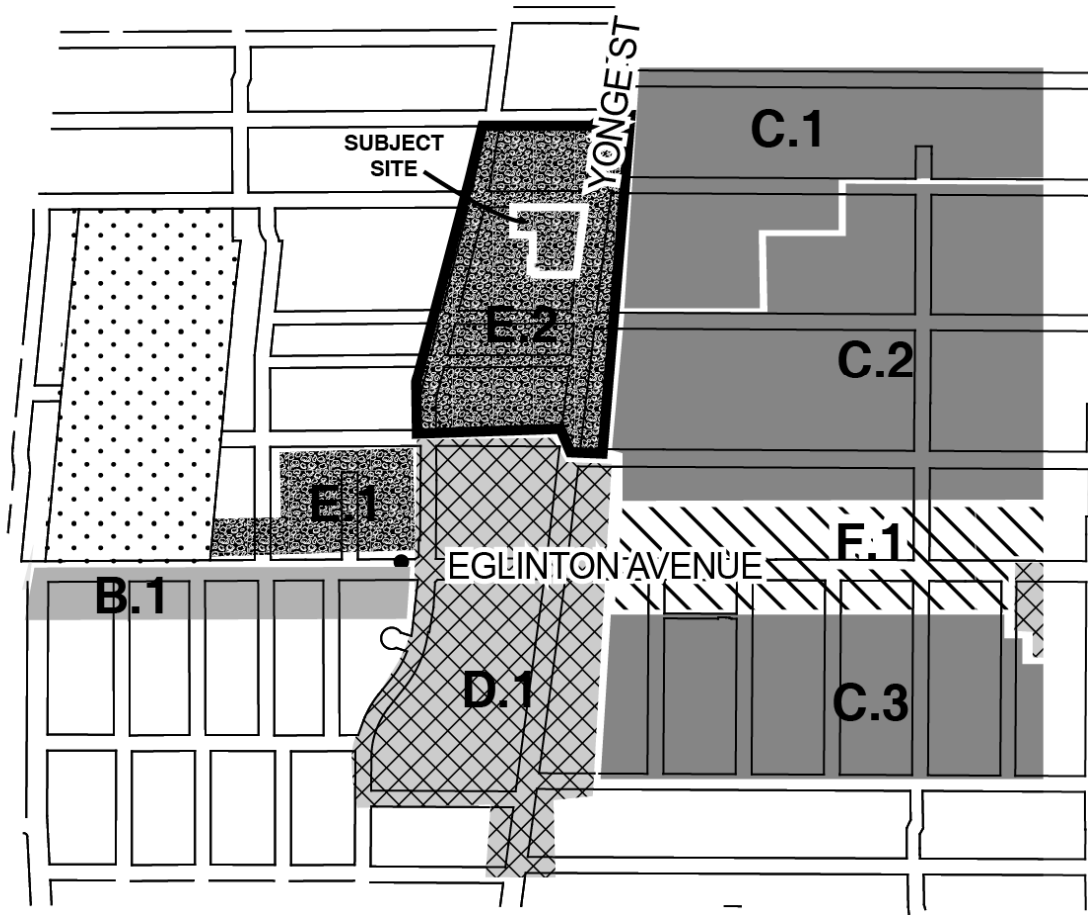 YONGE ST
C.1
SUBJECT
SITE
E.2
C.2
E.1
F.1
EGLINTON AVENUE
B.1
D.1
C.3